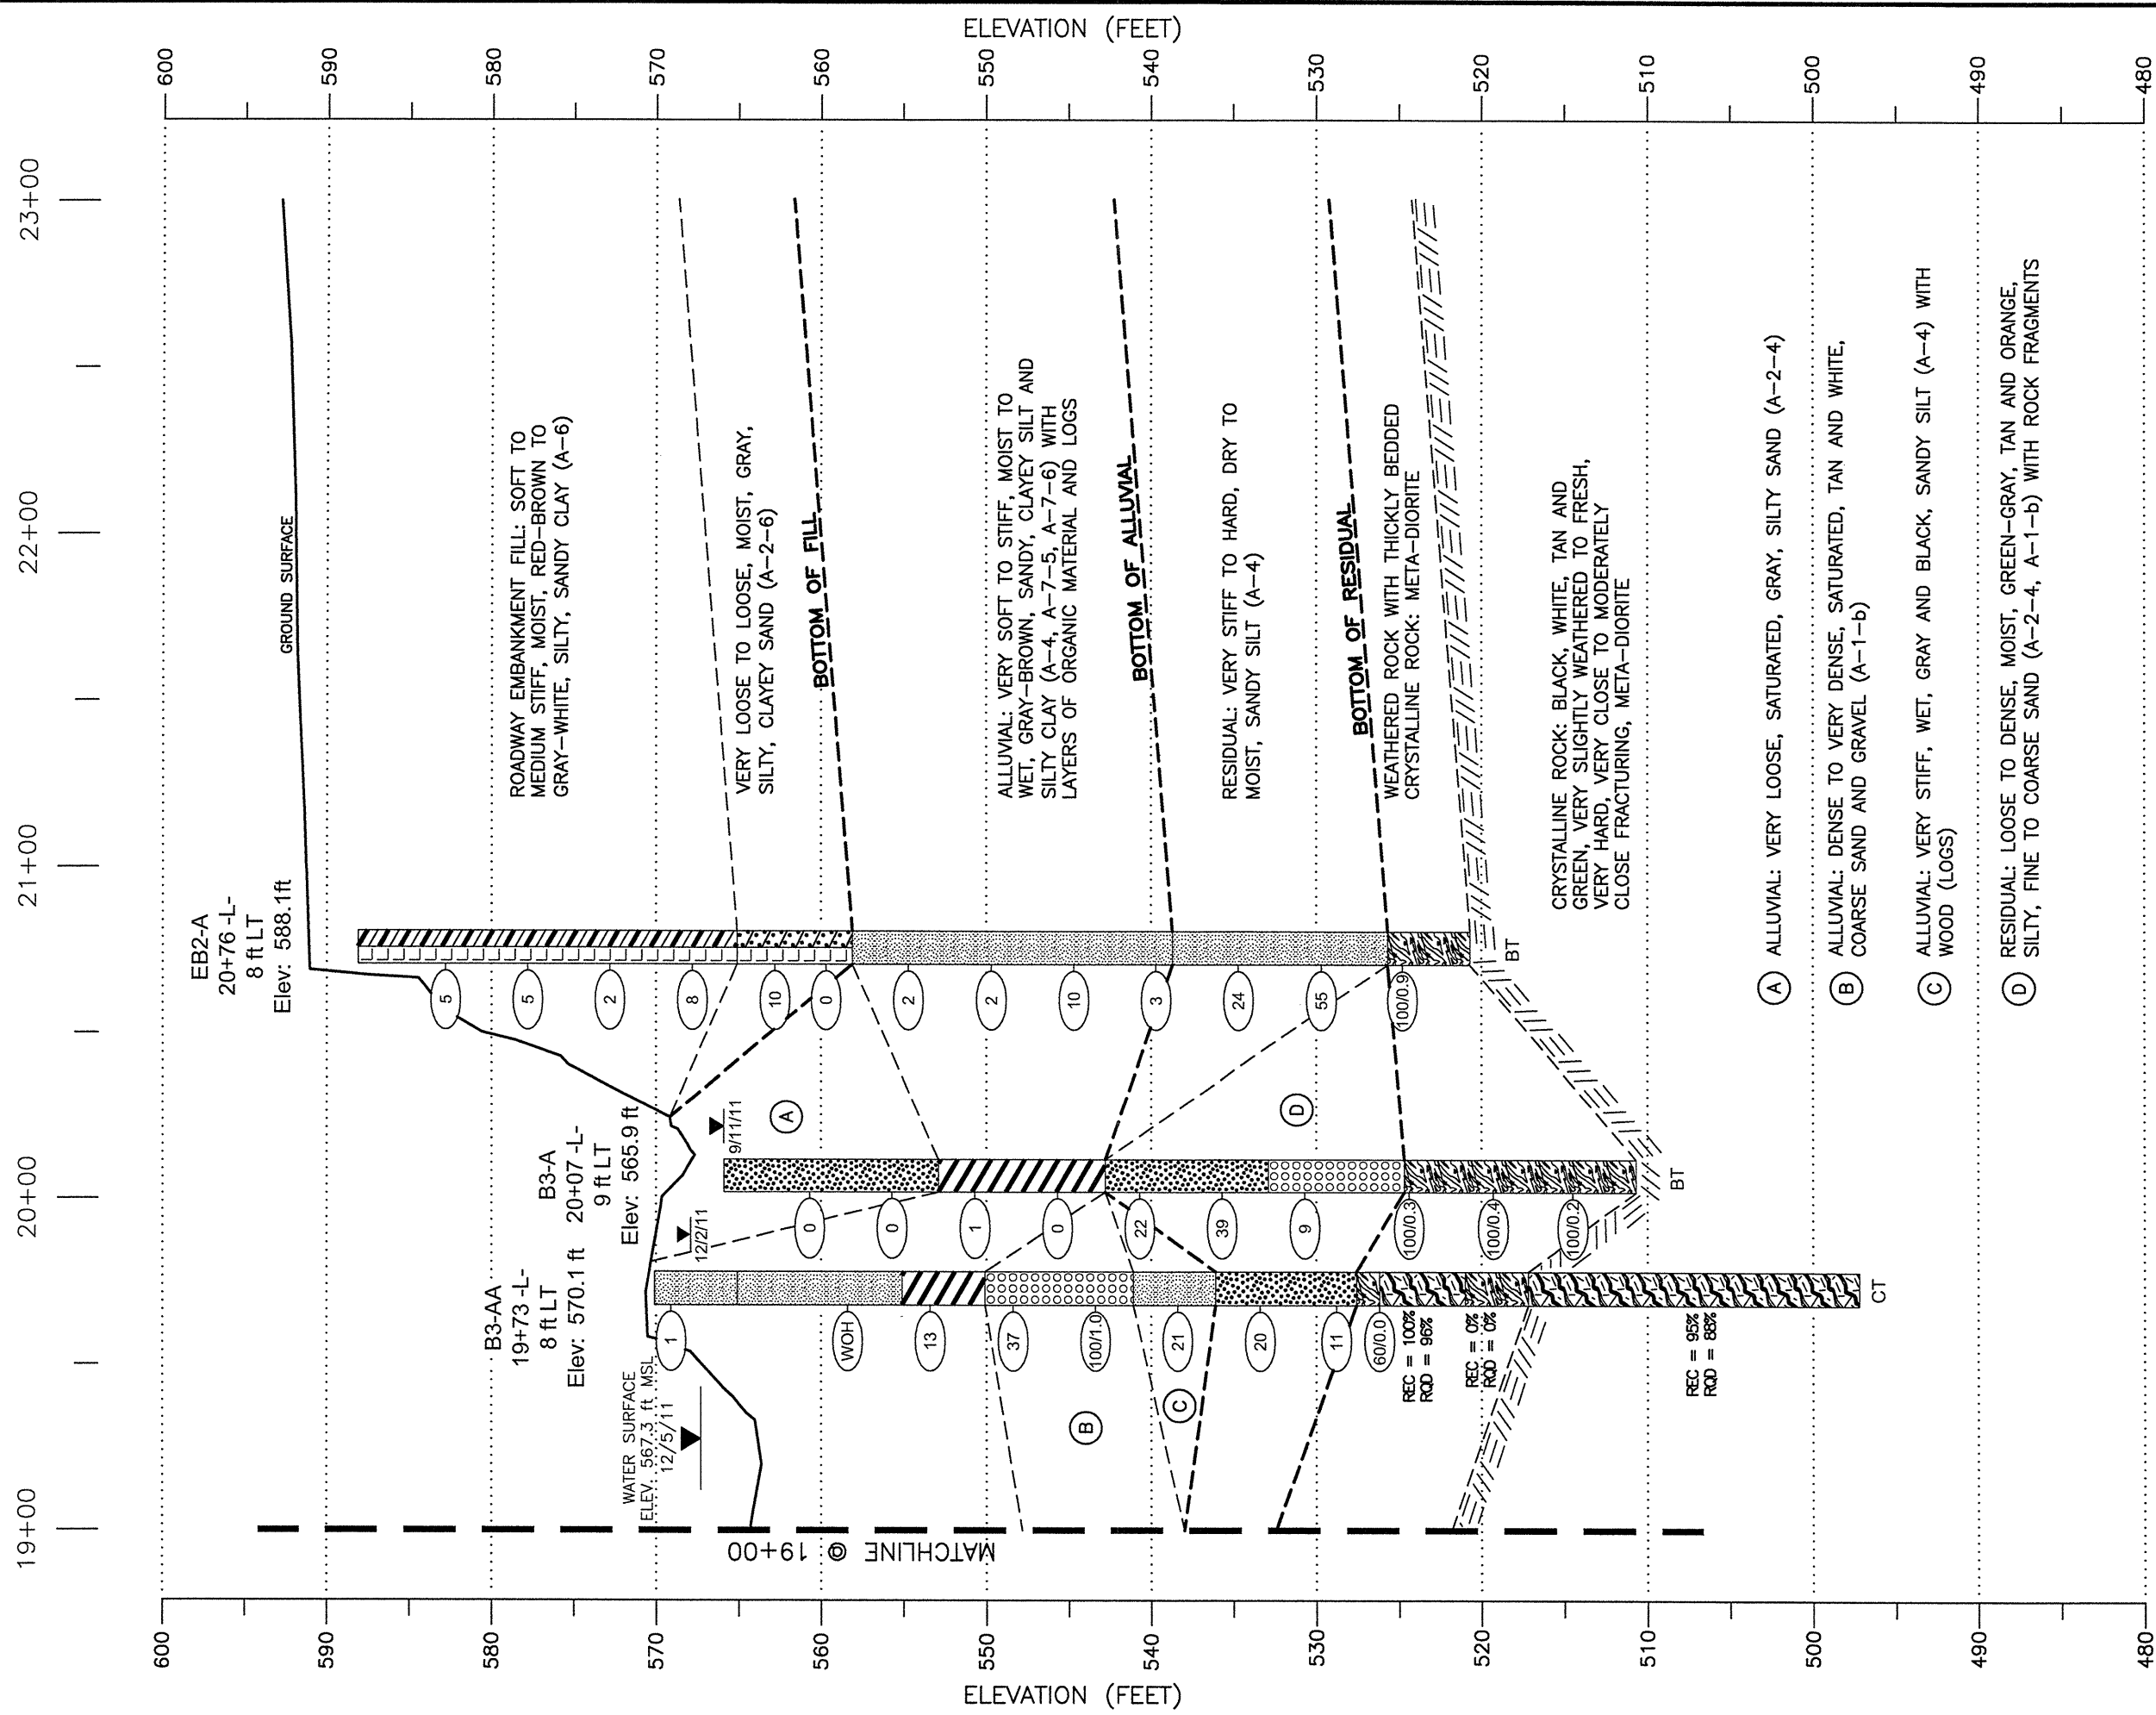 19+00
20+00
21+00
22+00
23+00
ELEVATION (FEET)
600
590
580
570
560
550
540
530
520
510
500
490
480
ELEVATION (FEET)
600
590
580
570
560
550
540
530
520
510
500
490
480
MATCHLINE @ 19+00
WATER SURFACE
ELEV. 567.3 ft MSL
12/5/11
B3-AA
19+73 -L-
8 ft LT
Elev: 570.1 ft
12/2/11
1
WOH
13
37
100/1.0
21
20
11
60/0.0
REC = 100%
RQD = 96%
REC = 0%
RQD = 0%
REC = 95%
RQD = 88%
CT
B3-A
20+07 -L-
9 ft LT
Elev: 565.9 ft
9/11/11
0
0
1
0
22
39
9
100/0.3
100/0.4
100/0.2
BT
EB2-A
20+76 -L-
8 ft LT
Elev: 588.1ft
5
5
2
8
10
0
2
2
10
3
24
55
100/0.9
BT
A
B
C
D
GROUND SURFACE
ROADWAY EMBANKMENT FILL: SOFT TO
MEDIUM STIFF, MOIST, RED-BROWN TO
GRAY-WHITE, SILTY, SANDY CLAY (A-6)
VERY LOOSE TO LOOSE, MOIST, GRAY,
SILTY, CLAYEY SAND (A-2-6)
BOTTOM OF FILL
ALLUVIAL: VERY SOFT TO STIFF, MOIST TO
WET, GRAY-BROWN, SANDY, CLAYEY SILT AND
SILTY CLAY (A-4, A-7-5, A-7-6) WITH
LAYERS OF ORGANIC MATERIAL AND LOGS
BOTTOM OF ALLUVIAL
RESIDUAL: VERY STIFF TO HARD, DRY TO
MOIST, SANDY SILT (A-4)
BOTTOM OF RESIDUAL
WEATHERED ROCK WITH THICKLY BEDDED
CRYSTALLINE ROCK: META-DIORITE
CRYSTALLINE ROCK: BLACK, WHITE, TAN AND
GREEN, VERY SLIGHTLY WEATHERED TO FRESH,
VERY HARD, VERY CLOSE TO MODERATELY
CLOSE FRACTURING, META-DIORITE
A ALLUVIAL: VERY LOOSE, SATURATED, GRAY, SILTY SAND (A-2-4)
B ALLUVIAL: DENSE TO VERY DENSE, SATURATED, TAN AND WHITE,
COARSE SAND AND GRAVEL (A-1-b)
C ALLUVIAL: VERY STIFF, WET, GRAY AND BLACK, SANDY SILT (A-4) WITH
WOOD (LOGS)
D RESIDUAL: LOOSE TO DENSE, MOIST, GREEN-GRAY, TAN AND ORANGE,
SILTY, FINE TO COARSE SAND (A-2-4, A-1-b) WITH ROCK FRAGMENTS